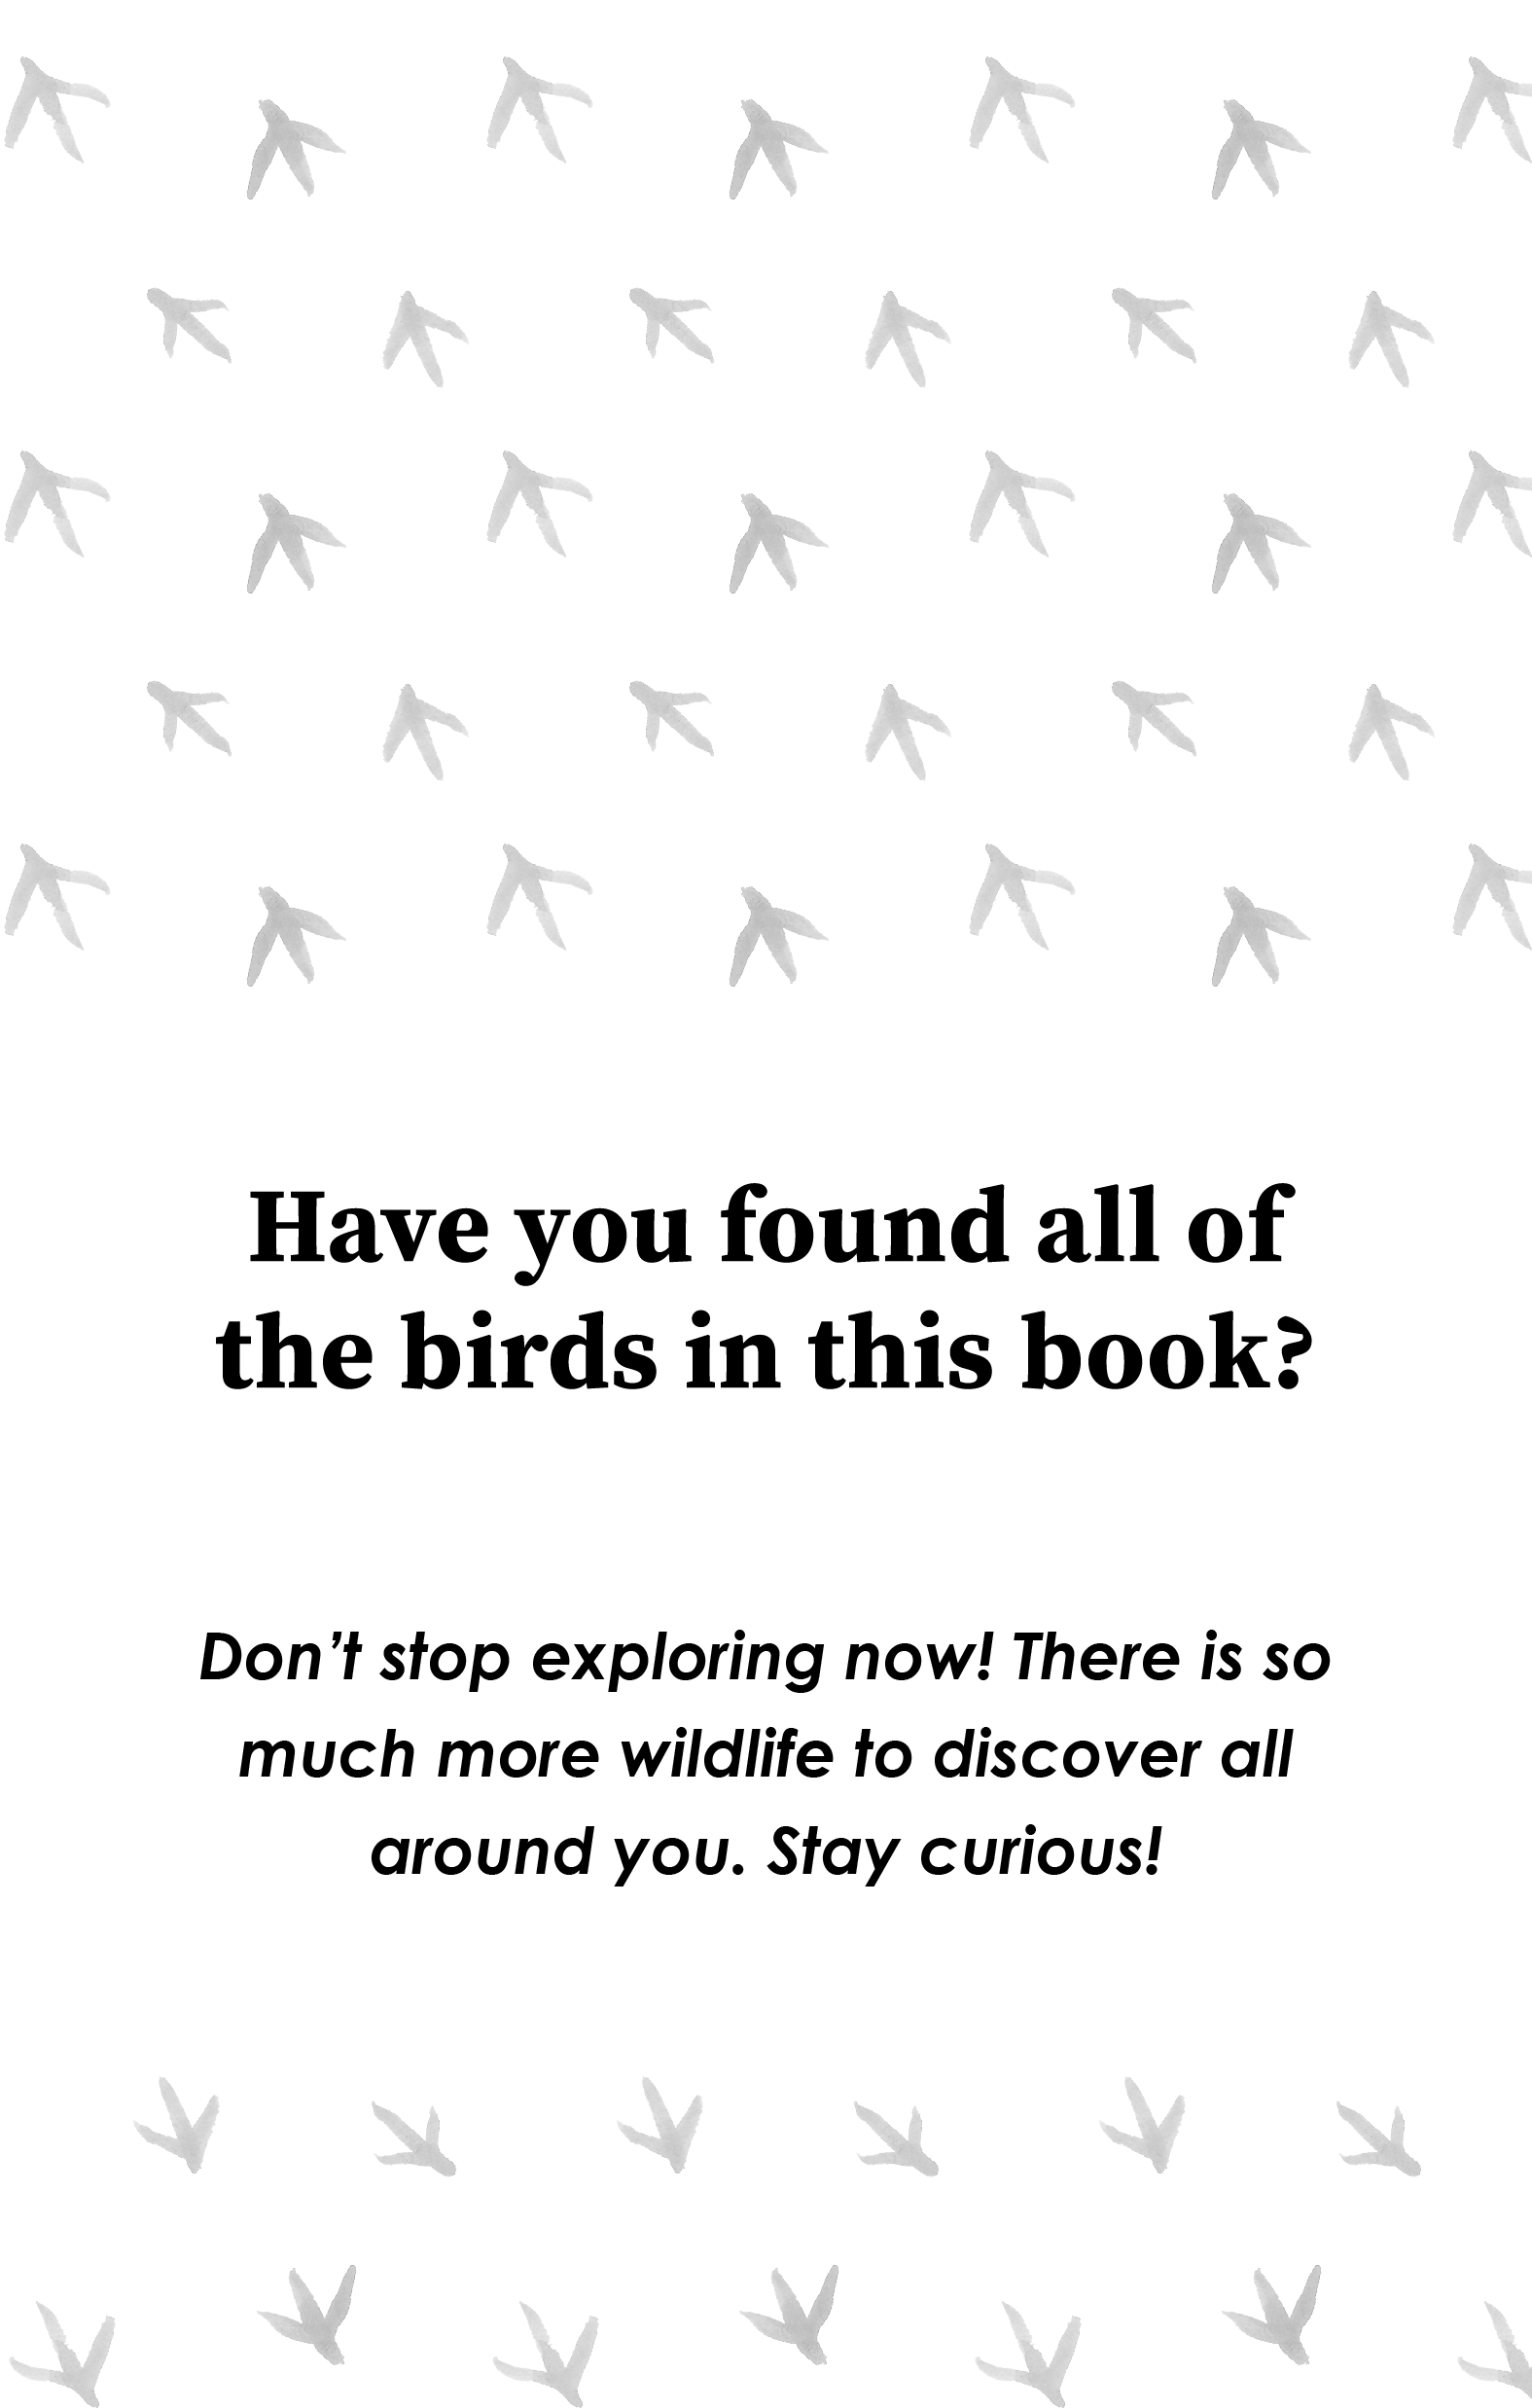 Have you found all of
the birds in this book?
Don’t stop exploring now! There is so
much more wildlife to discover all
around you. Stay curious!